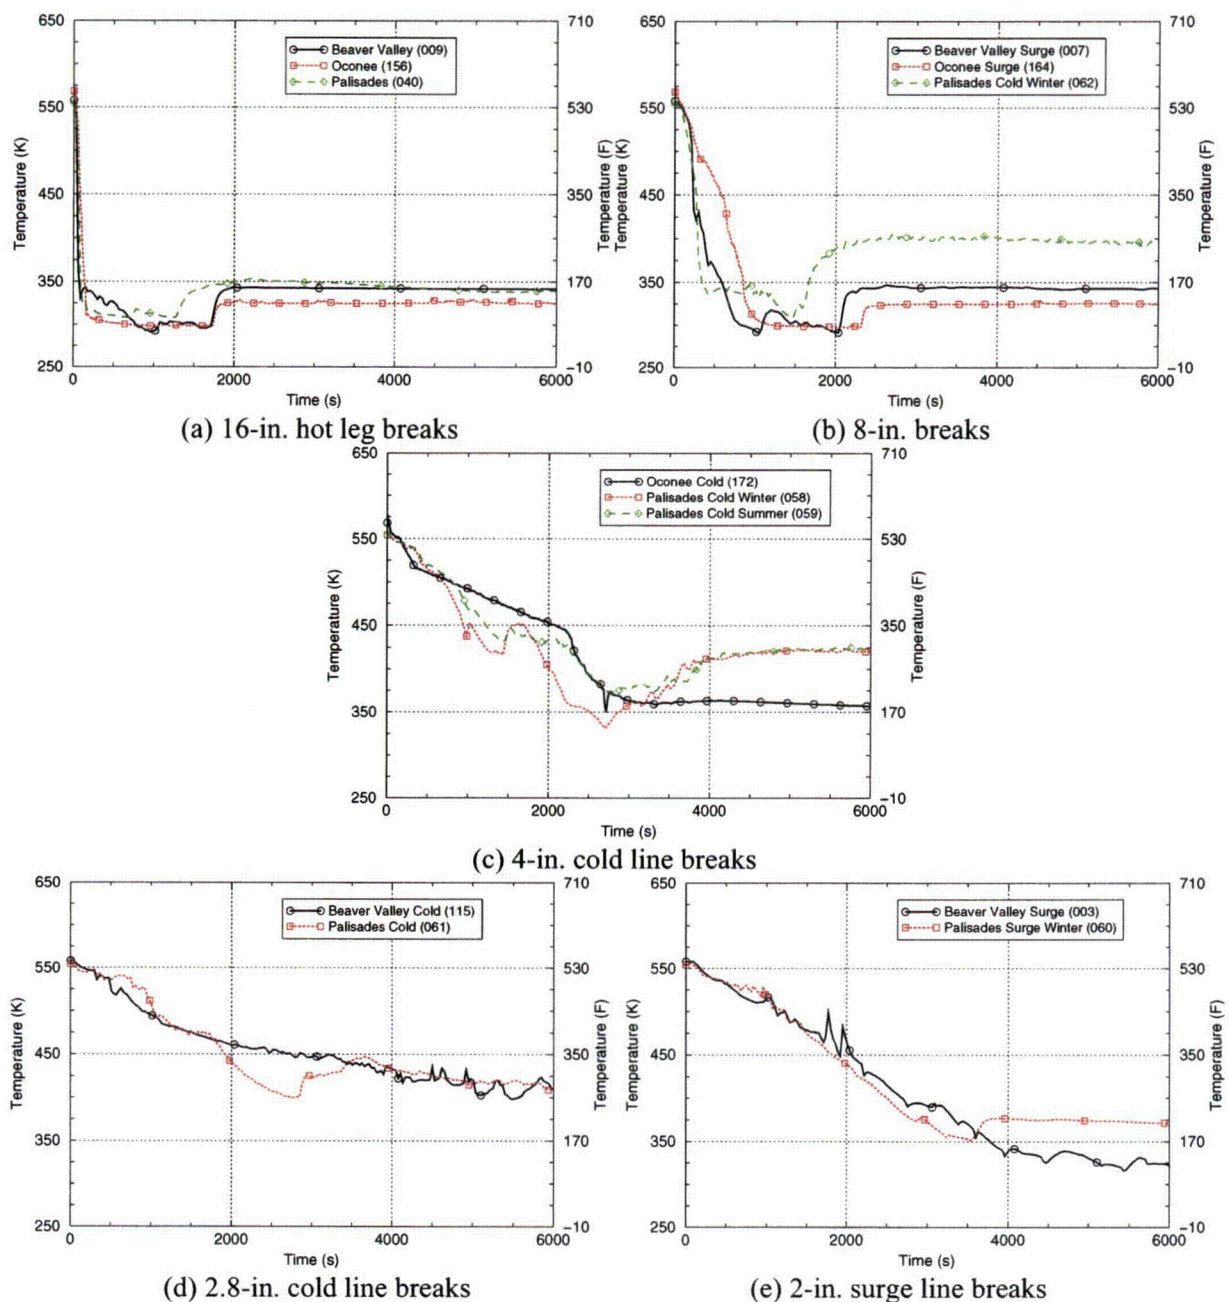 650
550
450
350
250
Temperature (K)
710
530
350
170
-10
Temperature (F)
Beaver Valley (009)
Oconee (156)
Palisades (040)
0
2000
4000
6000
Time (s)
(a) 16-in. hot leg breaks
650
550
450
350
250
Temperature (K)
710
530
350
170
-10
Temperature (F)
Beaver Valley Surge (007)
Oconee Surge (164)
Palisades Cold Winter (062)
0
2000
4000
6000
Time (s)
(b) 8-in. breaks
650
550
450
350
250
Temperature (K)
710
530
350
170
-10
Temperature (F)
Oconee Cold (172)
Palisades Cold Winter (058)
Palisades Cold Summer (059)
0
2000
4000
6000
Time (s)
(c) 4-in. cold line breaks
650
550
450
350
250
Temperature (K)
710
530
350
170
-10
Temperature (F)
Beaver Valley Cold (115)
Palisades Cold (061)
0
2000
4000
6000
Time (s)
(d) 2.8-in. cold line breaks
650
550
450
350
250
Temperature (K)
710
530
350
170
-10
Temperature (F)
Beaver Valley Surge (003)
Palisades Surge Winter (060)
0
2000
4000
6000
Time (s)
(e) 2-in. surge line breaks